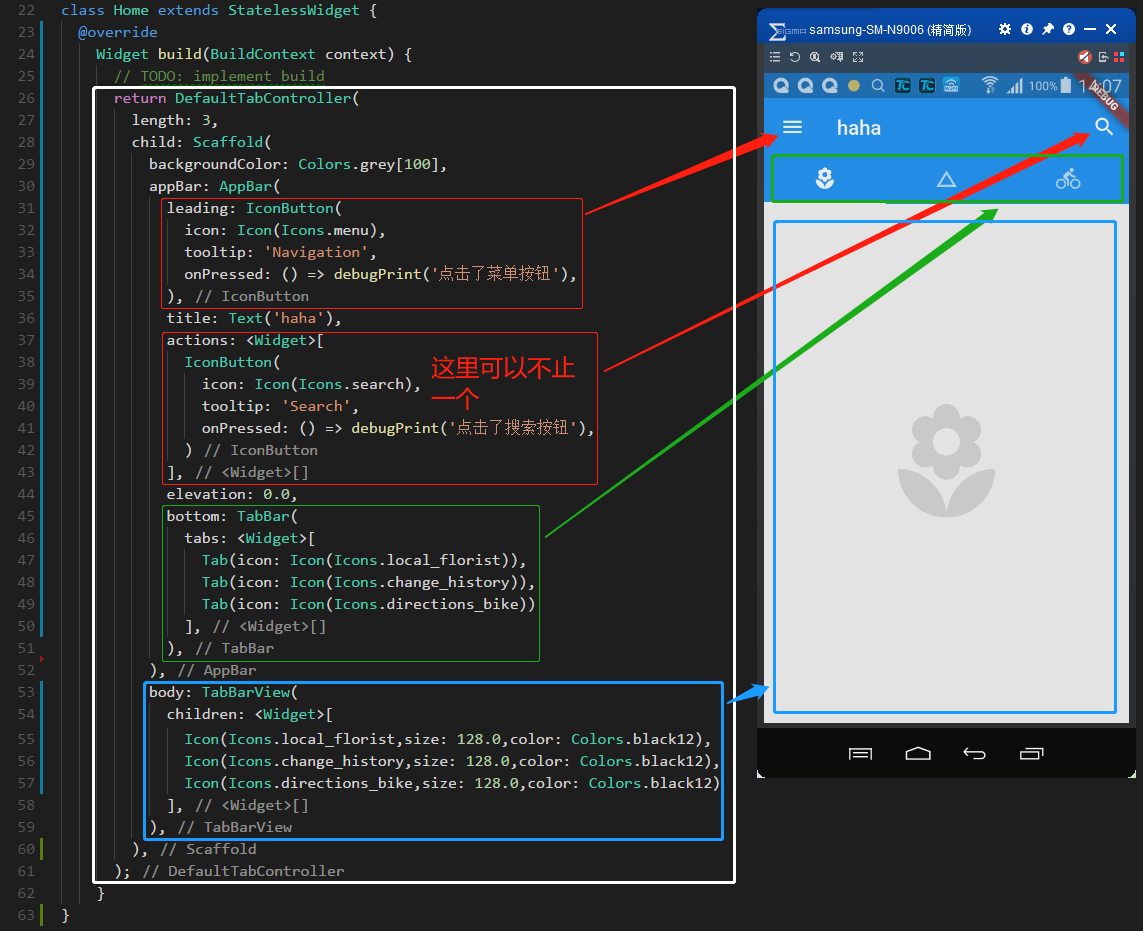 22 class Home extends StatelessWidget {
23 @override
24 Widget build(BuildContext context) {
25 // TODO: implement build
26 return DefaultTabController(
27 length: 3,
28 child: Scaffold(
29 backgroundColor: Colors.grey[100],
30 appBar: AppBar(
31 leading: IconButton(
32 icon: Icon(Icons.menu),
33 tooltip: 'Navigation',
34 onPressed: () => debugPrint('点击了菜单按钮'),
35 ), // IconButton
36 title: Text('haha'),
37 actions: <Widget>[
38 IconButton(
39 icon: Icon(Icons.search),
40 tooltip: 'Search',
41 onPressed: () => debugPrint('点击了搜索按钮'),
42 ) // IconButton
43 ], // <Widget>[]
44 elevation: 0.0,
45 bottom: TabBar(
46 tabs: <Widget>[
47 Tab(icon: Icon(Icons.local_florist)),
48 Tab(icon: Icon(Icons.change_history)),
49 Tab(icon: Icon(Icons.directions_bike))
50 ], // <Widget>[]
51 ), // TabBar
52 ), // AppBar
53 body: TabBarView(
54 children: <Widget>[
55 Icon(Icons.local_florist,size: 128.0,color: Colors.black12),
56 Icon(Icons.change_history,size: 128.0,color: Colors.black12),
57 Icon(Icons.directions_bike,size: 128.0,color: Colors.black12)
58 ], // <Widget>[]
59 ), // TabBarView
60 ), // Scaffold
61 ); // DefaultTabController
62 }
63 }
这里可以不止
一个
samsung-SM-N9006 (精简版)
TC TC 100% 14:07
DEBUG
haha